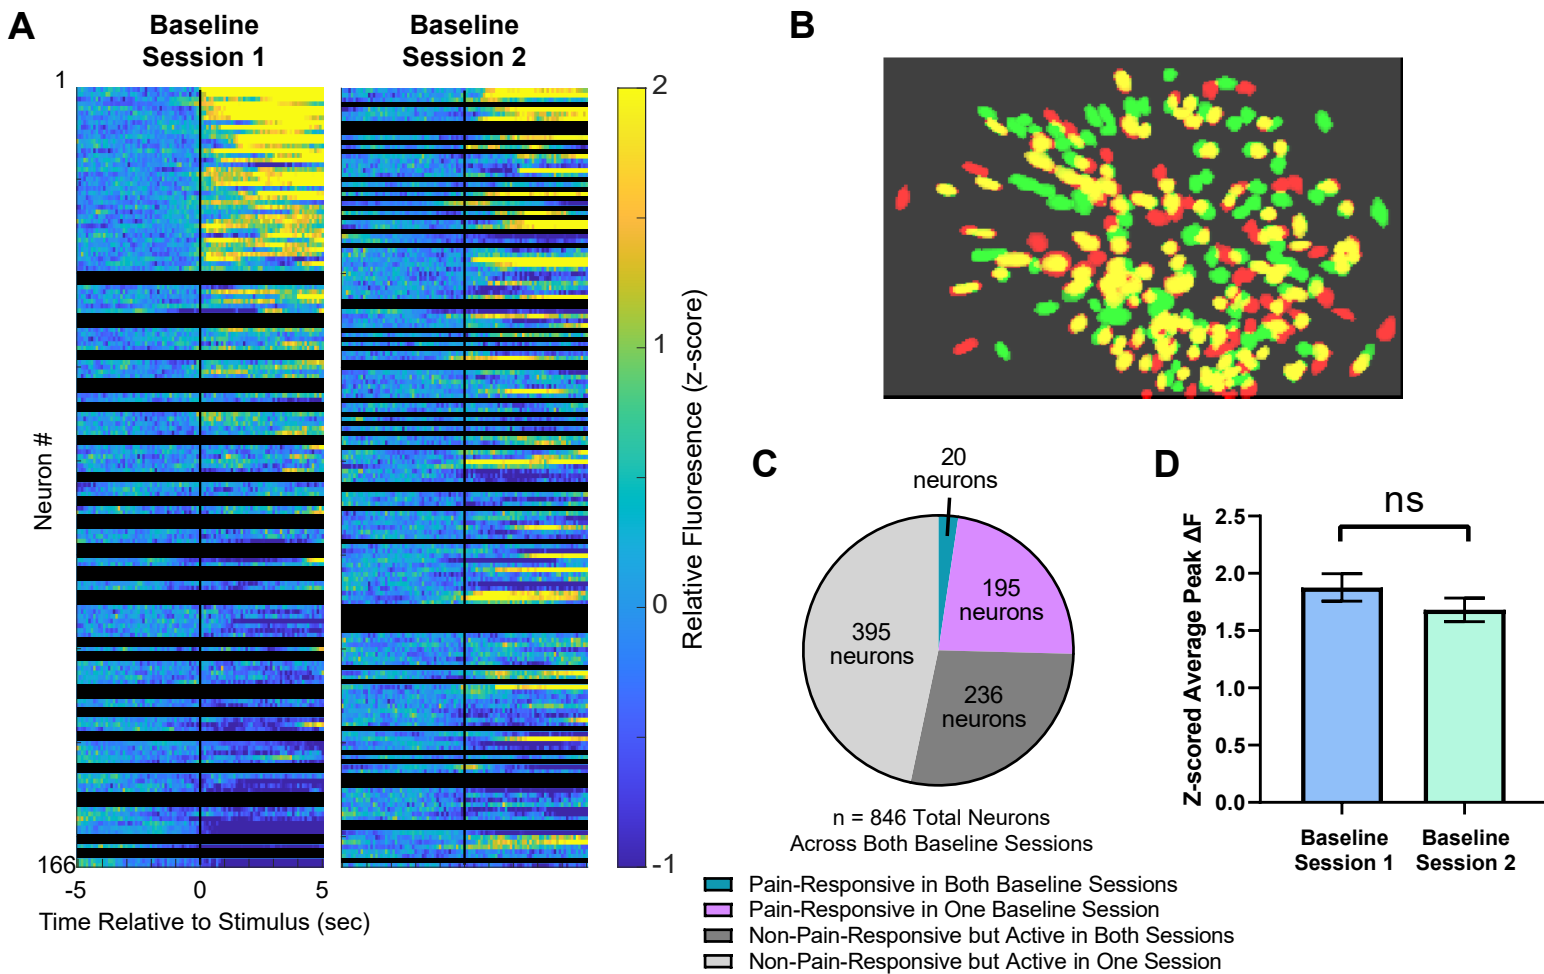 A
Baseline
Session 1
Baseline
Session 2
1
166
Neuron #
-5
0
5
Time Relative to Stimulus (sec)
2
1
0
-1
Relative Fluoresence (z-score)
B
C
20
neurons
195
neurons
395
neurons
236
neurons
n = 846 Total Neurons
Across Both Baseline Sessions
Pain-Responsive in Both Baseline Sessions
Pain-Responsive in One Baseline Session
Non-Pain-Responsive but Active in Both Sessions
Non-Pain-Responsive but Active in One Session
D
ns
Z-scored Average Peak ΔF
2.5
2.0
1.5
1.0
0.5
0.0
Baseline
Session 1
Baseline
Session 2